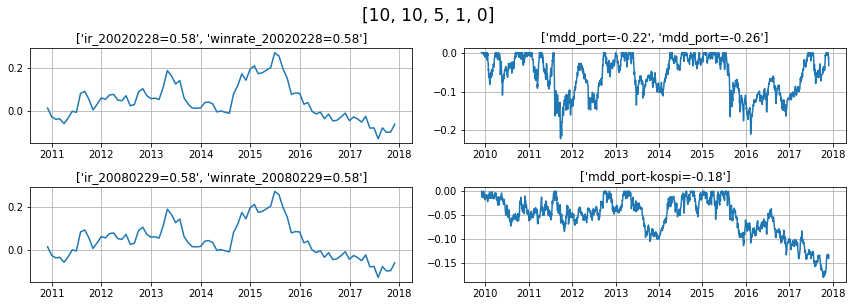 [10, 10, 5, 1, 0]
['ir_20020228=0.58', 'winrate_20020228=0.58']
0.2
0.0
2011 2012 2013 2014 2015 2016 2017 2018
['mdd_port=-0.22', 'mdd_port=-0.26']
0.0
−0.1
−0.2
2010 2011 2012 2013 2014 2015 2016 2017 2018
['ir_20080229=0.58', 'winrate_20080229=0.58']
0.2
0.0
2011 2012 2013 2014 2015 2016 2017 2018
['mdd_port-kospi=-0.18']
0.00
−0.05
−0.10
−0.15
2010 2011 2012 2013 2014 2015 2016 2017 2018